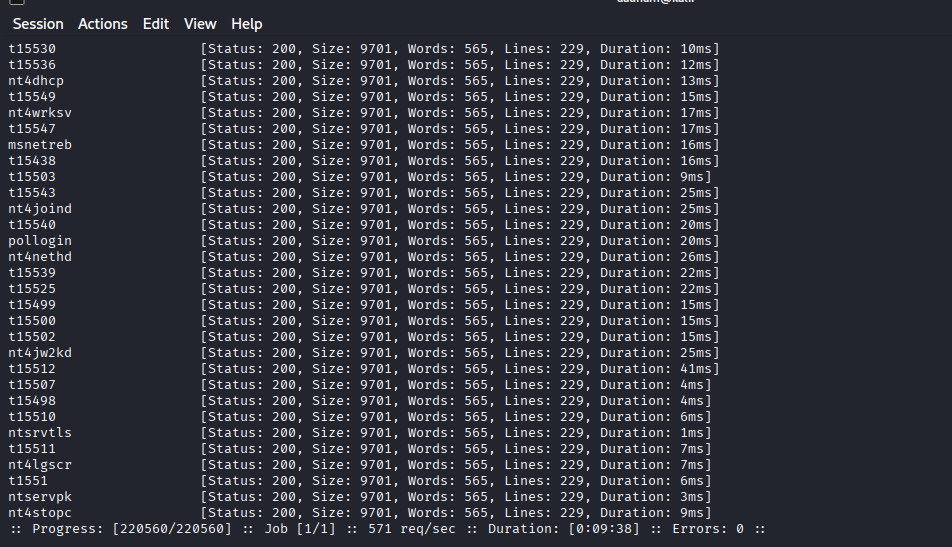 Session Actions Edit View Help
t15530 [Status: 200, Size: 9701, Words: 565, Lines: 229, Duration: 10ms]
t15536 [Status: 200, Size: 9701, Words: 565, Lines: 229, Duration: 12ms]
nt4dhcp [Status: 200, Size: 9701, Words: 565, Lines: 229, Duration: 13ms]
t15549 [Status: 200, Size: 9701, Words: 565, Lines: 229, Duration: 15ms]
nt4wrksv [Status: 200, Size: 9701, Words: 565, Lines: 229, Duration: 17ms]
t15547 [Status: 200, Size: 9701, Words: 565, Lines: 229, Duration: 17ms]
msnetreb [Status: 200, Size: 9701, Words: 565, Lines: 229, Duration: 16ms]
t15438 [Status: 200, Size: 9701, Words: 565, Lines: 229, Duration: 16ms]
t15503 [Status: 200, Size: 9701, Words: 565, Lines: 229, Duration: 9ms]
t15543 [Status: 200, Size: 9701, Words: 565, Lines: 229, Duration: 25ms]
nt4joind [Status: 200, Size: 9701, Words: 565, Lines: 229, Duration: 25ms]
t15540 [Status: 200, Size: 9701, Words: 565, Lines: 229, Duration: 20ms]
pollogin [Status: 200, Size: 9701, Words: 565, Lines: 229, Duration: 20ms]
nt4nethd [Status: 200, Size: 9701, Words: 565, Lines: 229, Duration: 26ms]
t15539 [Status: 200, Size: 9701, Words: 565, Lines: 229, Duration: 22ms]
t15525 [Status: 200, Size: 9701, Words: 565, Lines: 229, Duration: 22ms]
t15499 [Status: 200, Size: 9701, Words: 565, Lines: 229, Duration: 15ms]
t15500 [Status: 200, Size: 9701, Words: 565, Lines: 229, Duration: 15ms]
t15502 [Status: 200, Size: 9701, Words: 565, Lines: 229, Duration: 15ms]
nt4jw2kd [Status: 200, Size: 9701, Words: 565, Lines: 229, Duration: 25ms]
t15512 [Status: 200, Size: 9701, Words: 565, Lines: 229, Duration: 41ms]
t15507 [Status: 200, Size: 9701, Words: 565, Lines: 229, Duration: 4ms]
t15498 [Status: 200, Size: 9701, Words: 565, Lines: 229, Duration: 4ms]
t15510 [Status: 200, Size: 9701, Words: 565, Lines: 229, Duration: 6ms]
ntsrvtls [Status: 200, Size: 9701, Words: 565, Lines: 229, Duration: 1ms]
t15511 [Status: 200, Size: 9701, Words: 565, Lines: 229, Duration: 7ms]
nt4lgscr [Status: 200, Size: 9701, Words: 565, Lines: 229, Duration: 7ms]
t1551 [Status: 200, Size: 9701, Words: 565, Lines: 229, Duration: 6ms]
ntservpk [Status: 200, Size: 9701, Words: 565, Lines: 229, Duration: 3ms]
nt4stopc [Status: 200, Size: 9701, Words: 565, Lines: 229, Duration: 9ms]
:: Progress: [220560/220560] :: Job [1/1] :: 571 req/sec :: Duration: [0:09:38] :: Errors: 0 ::